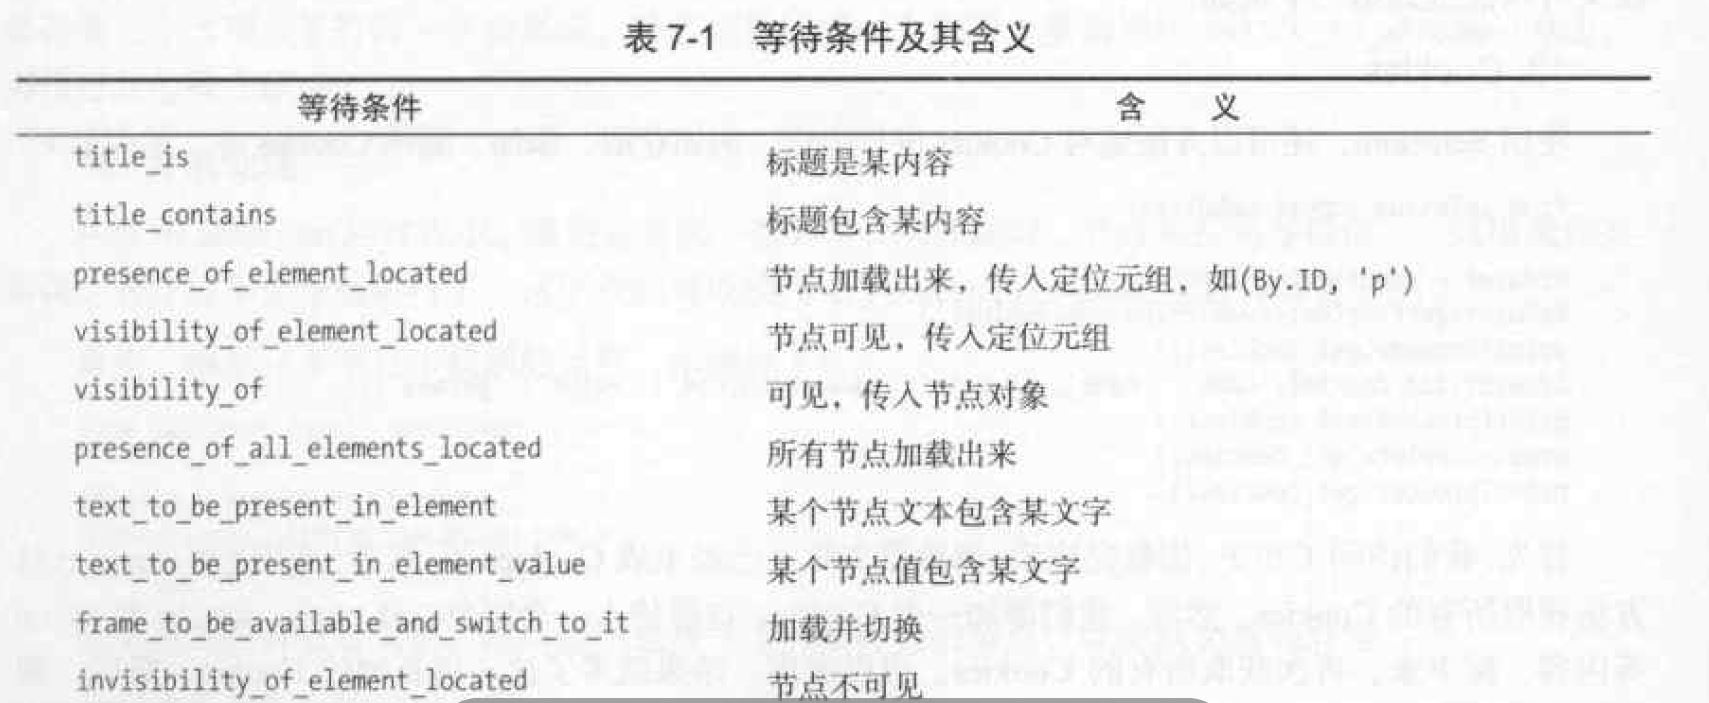 表 7-1 等待条件及其含义
等待条件 含 义
title_is 标题是某内容
title_contains 标题包含某内容
presence_of_element_located 节点加载出来，传入定位元组，如(By.ID, 'p')
visibility_of_element_located 节点可见，传入定位元组
visibility_of 可见，传入节点对象
presence_of_all_elements_located 所有节点加载出来
text_to_be_present_in_element 某个节点文本包含某文字
text_to_be_present_in_element_value 某个节点值包含某文字
frame_to_be_available_and_switch_to_it 加载并切换
invisibility_of_element_located 节点不可见